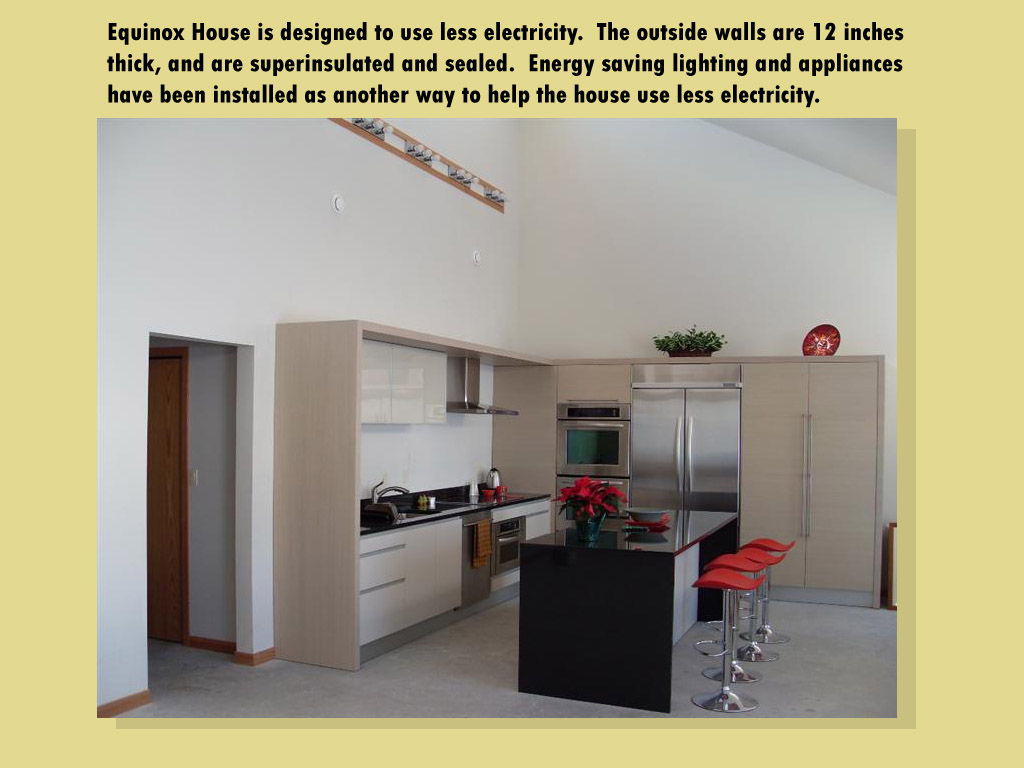 Equinox House is designed to use less electricity.  The outside walls are 12 inches
thick, and are superinsulated and sealed.  Energy saving lighting and appliances
have been installed as another way to help the house use less electricity.